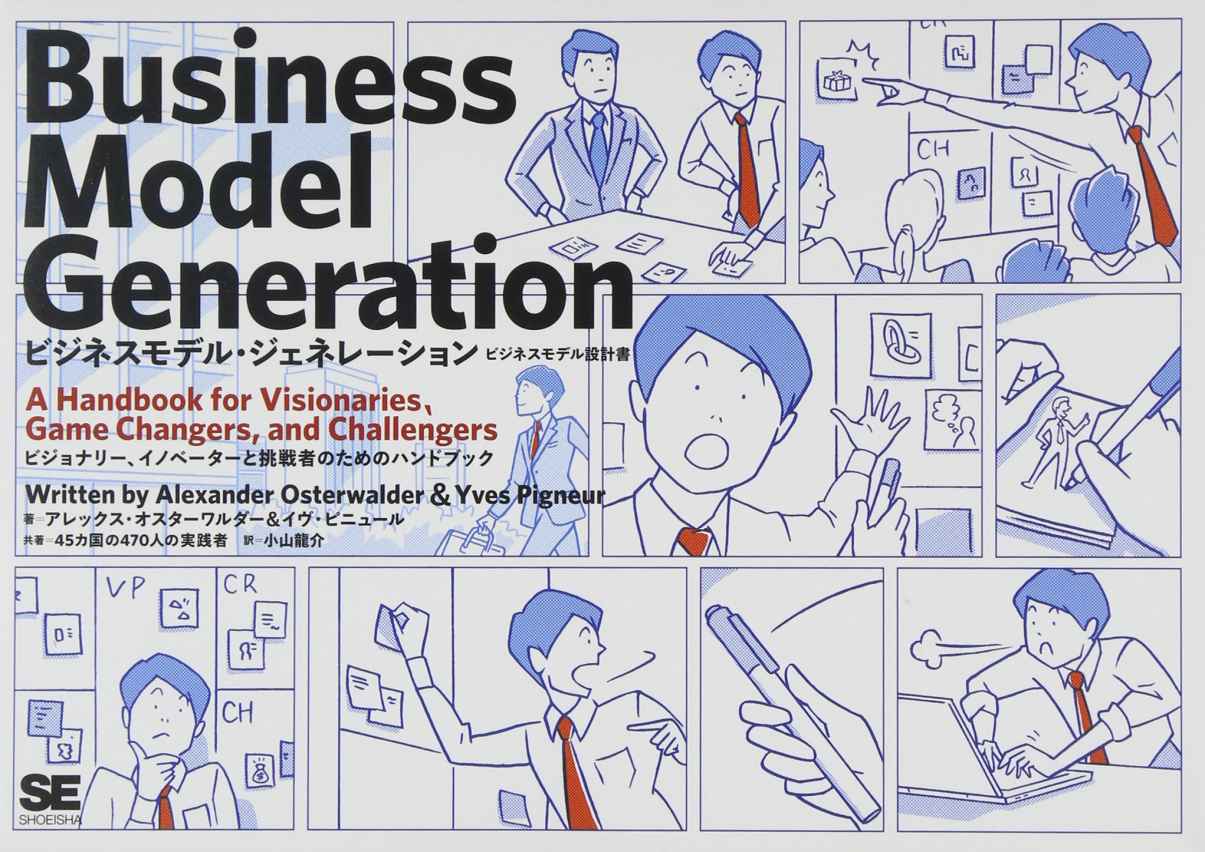 Business
Model
Generation
ビジネスモデル・ジェネレーション ビジネスモデル設計書
A Handbook for Visionaries、
Game Changers, and Challengers
ビジョナリー、イノベーターと挑戦者のためのハンドブック
Written by Alexander Osterwalder & Yves Pigneur
著=アレックス・オスターワルダー&イヴ・ピニュール
共著=45カ国の470人の実践者 訳=小山龍介
CR
CH
VP
CR
CH
SE
SHOEISHA